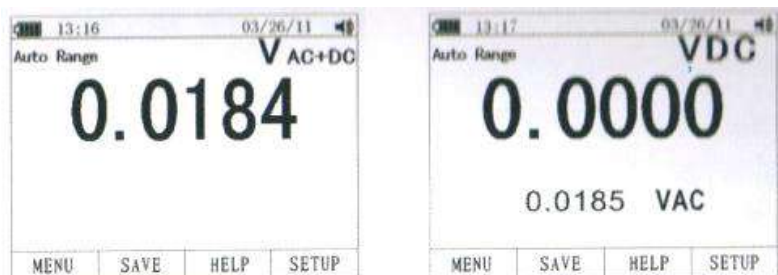 13:16 03/26/11
Auto Range V AC+DC
0.0184
MENU SAVE HELP SETUP
13:17 03/26/11
Auto Range VDC
0.0000
0.0185 VAC
MENU SAVE HELP SETUP